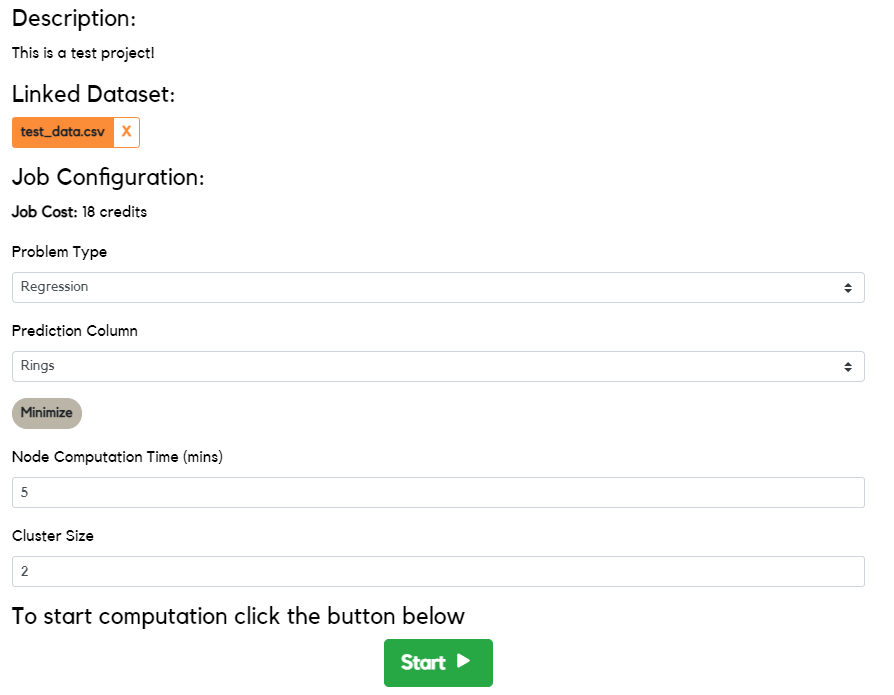 Description:
This is a test project!
Linked Dataset:
test_data.csv X
Job Configuration:
Job Cost: 18 credits
Problem Type
Regression
Prediction Column
Rings
Minimize
Node Computation Time (mins)
5
Cluster Size
2
To start computation click the button below
Start